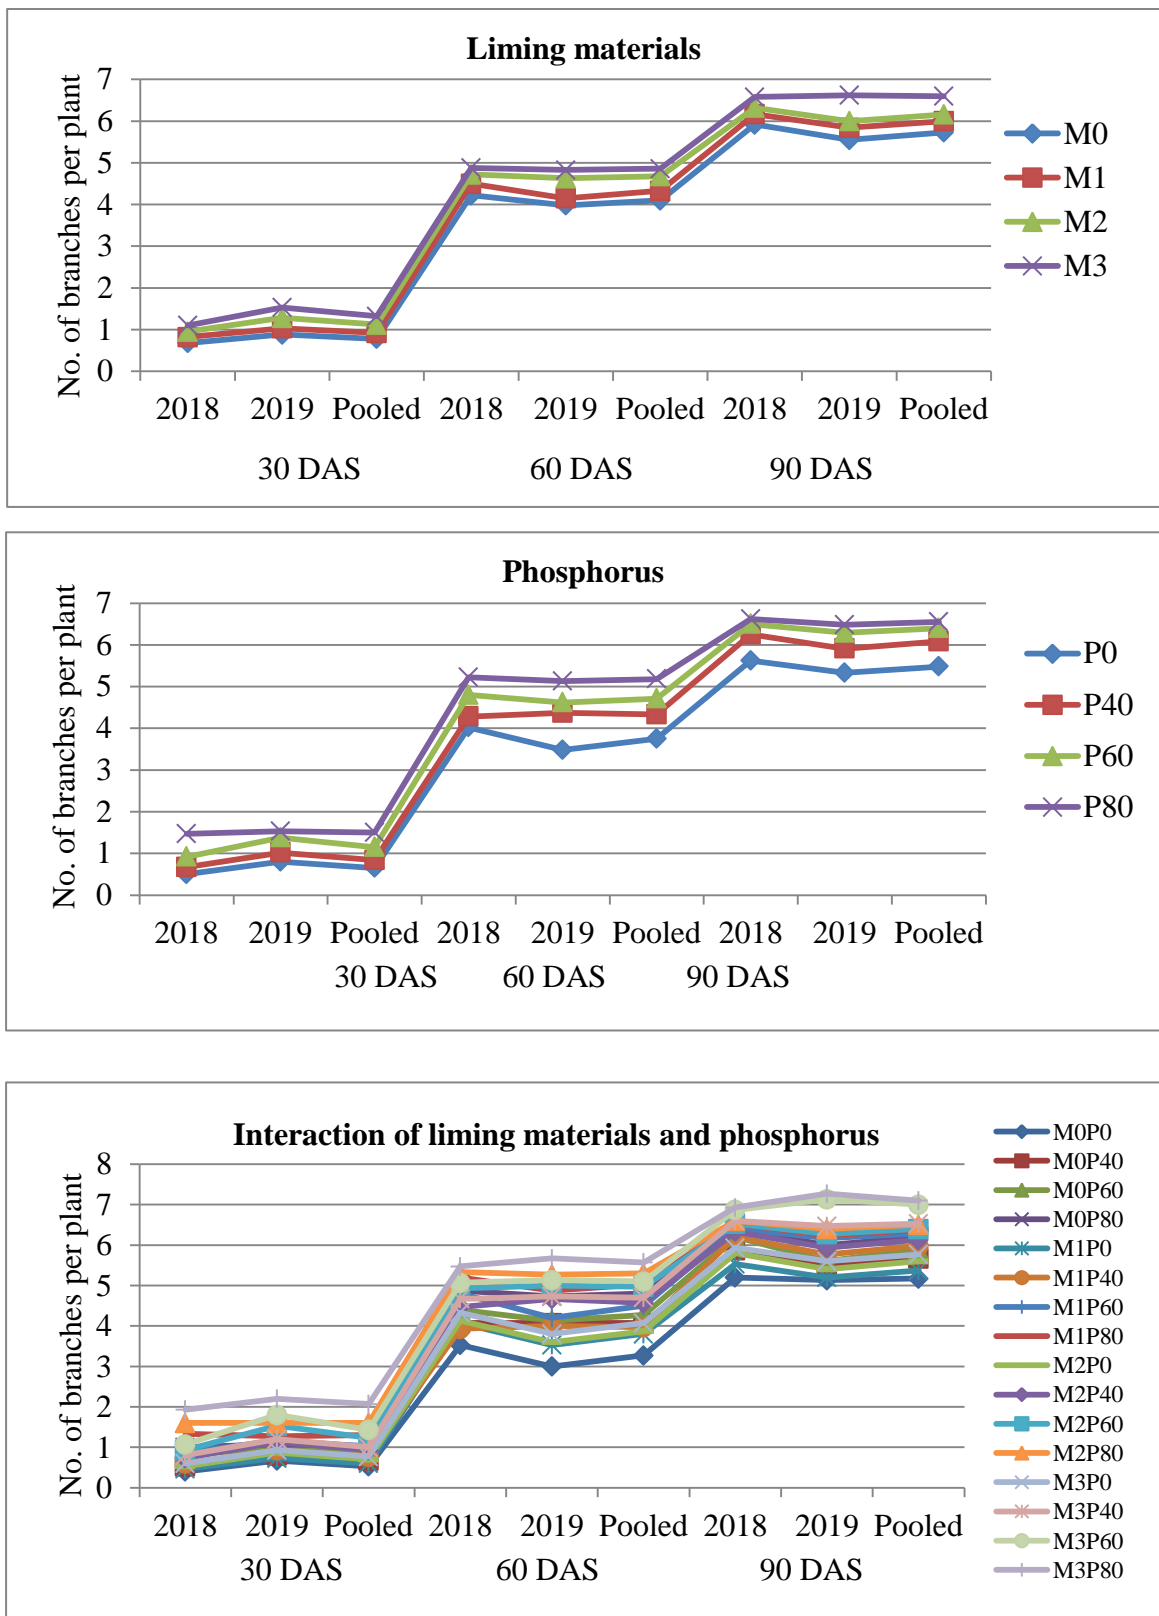 Liming materials
No. of branches per plant
7
6
5
4
3
2
1
0
2018 2019 Pooled 2018 2019 Pooled 2018 2019 Pooled
30 DAS 60 DAS 90 DAS
M0
M1
M2
M3
Phosphorus
No. of branches per plant
7
6
5
4
3
2
1
0
2018 2019 Pooled 2018 2019 Pooled 2018 2019 Pooled
30 DAS 60 DAS 90 DAS
P0
P40
P60
P80
Interaction of liming materials and phosphorus
No. of branches per plant
8
7
6
5
4
3
2
1
0
2018 2019 Pooled 2018 2019 Pooled 2018 2019 Pooled
30 DAS 60 DAS 90 DAS
M0P0
M0P40
M0P60
M0P80
M1P0
M1P40
M1P60
M1P80
M2P0
M2P40
M2P60
M2P80
M3P0
M3P40
M3P60
M3P80